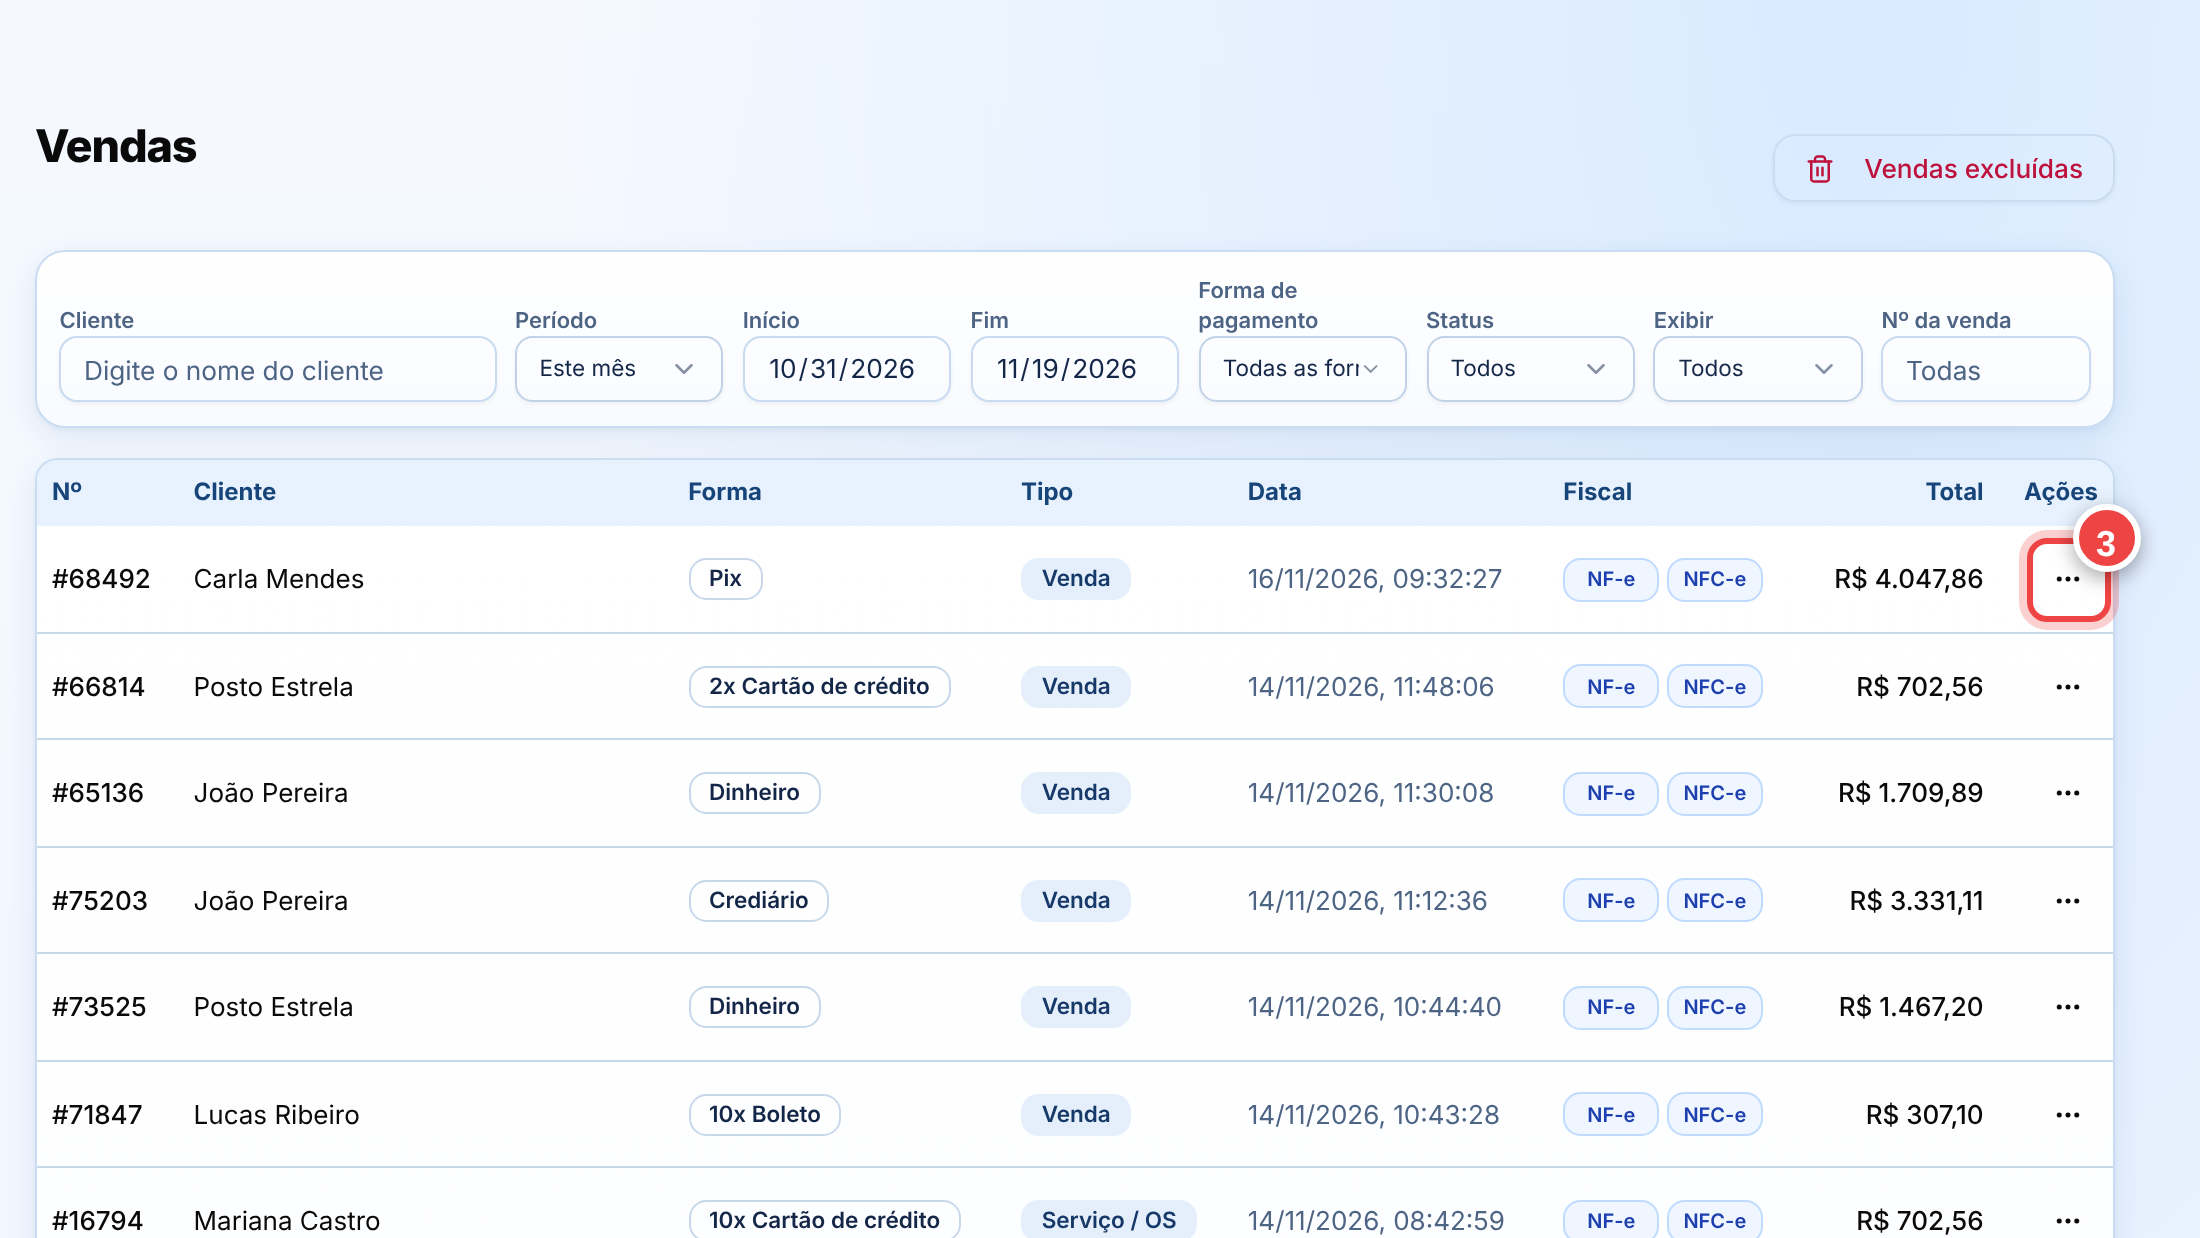 Vendas
Vendas excluídas
Cliente
Período
Início
Fim
Forma de
pagamento
Status
Exibir
Nº da venda
Digite o nome do cliente
Este mês
10/31/2026
11/19/2026
Todas as for
Todos
Todos
Todas
Nº Cliente Forma Tipo Data Fiscal Total Ações
3
#68492 Carla Mendes Pix Venda 16/11/2026, 09:32:27 NF-e NFC-e R$ 4.047,86 ...
#66814 Posto Estrela 2x Cartão de crédito Venda 14/11/2026, 11:48:06 NF-e NFC-e R$ 702,56 ...
#65136 João Pereira Dinheiro Venda 14/11/2026, 11:30:08 NF-e NFC-e R$ 1.709,89 ...
#75203 João Pereira Crediário Venda 14/11/2026, 11:12:36 NF-e NFC-e R$ 3.331,11 ...
#73525 Posto Estrela Dinheiro Venda 14/11/2026, 10:44:40 NF-e NFC-e R$ 1.467,20 ...
#71847 Lucas Ribeiro 10x Boleto Venda 14/11/2026, 10:43:28 NF-e NFC-e R$ 307,10 ...
#16794 Mariana Castro 10x Cartão de crédito Serviço / OS 14/11/2026, 08:42:59 NF-e NFC-e R$ 702,56 ...